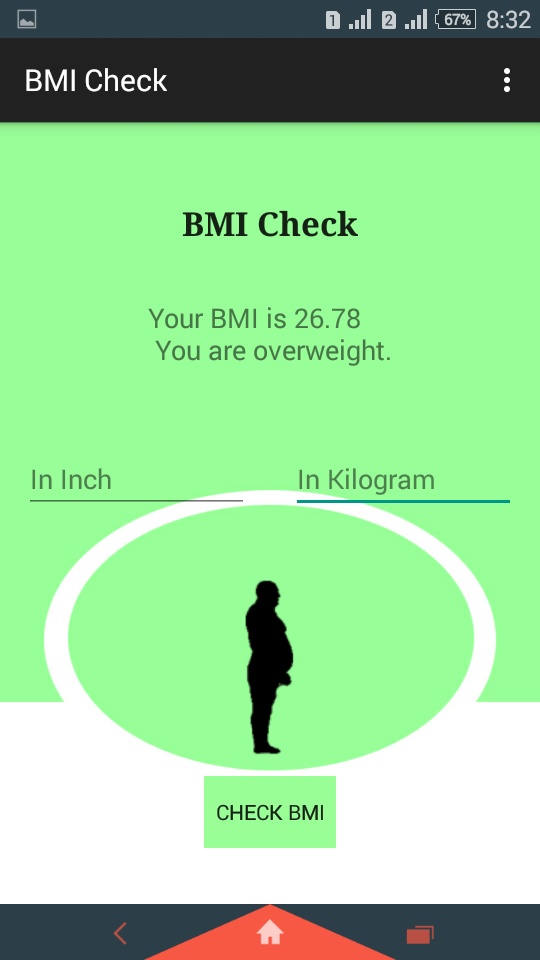 1 2 67% 8:32
BMI Check
BMI Check
Your BMI is 26.78
You are overweight.
In Inch In Kilogram
CHECK BMI